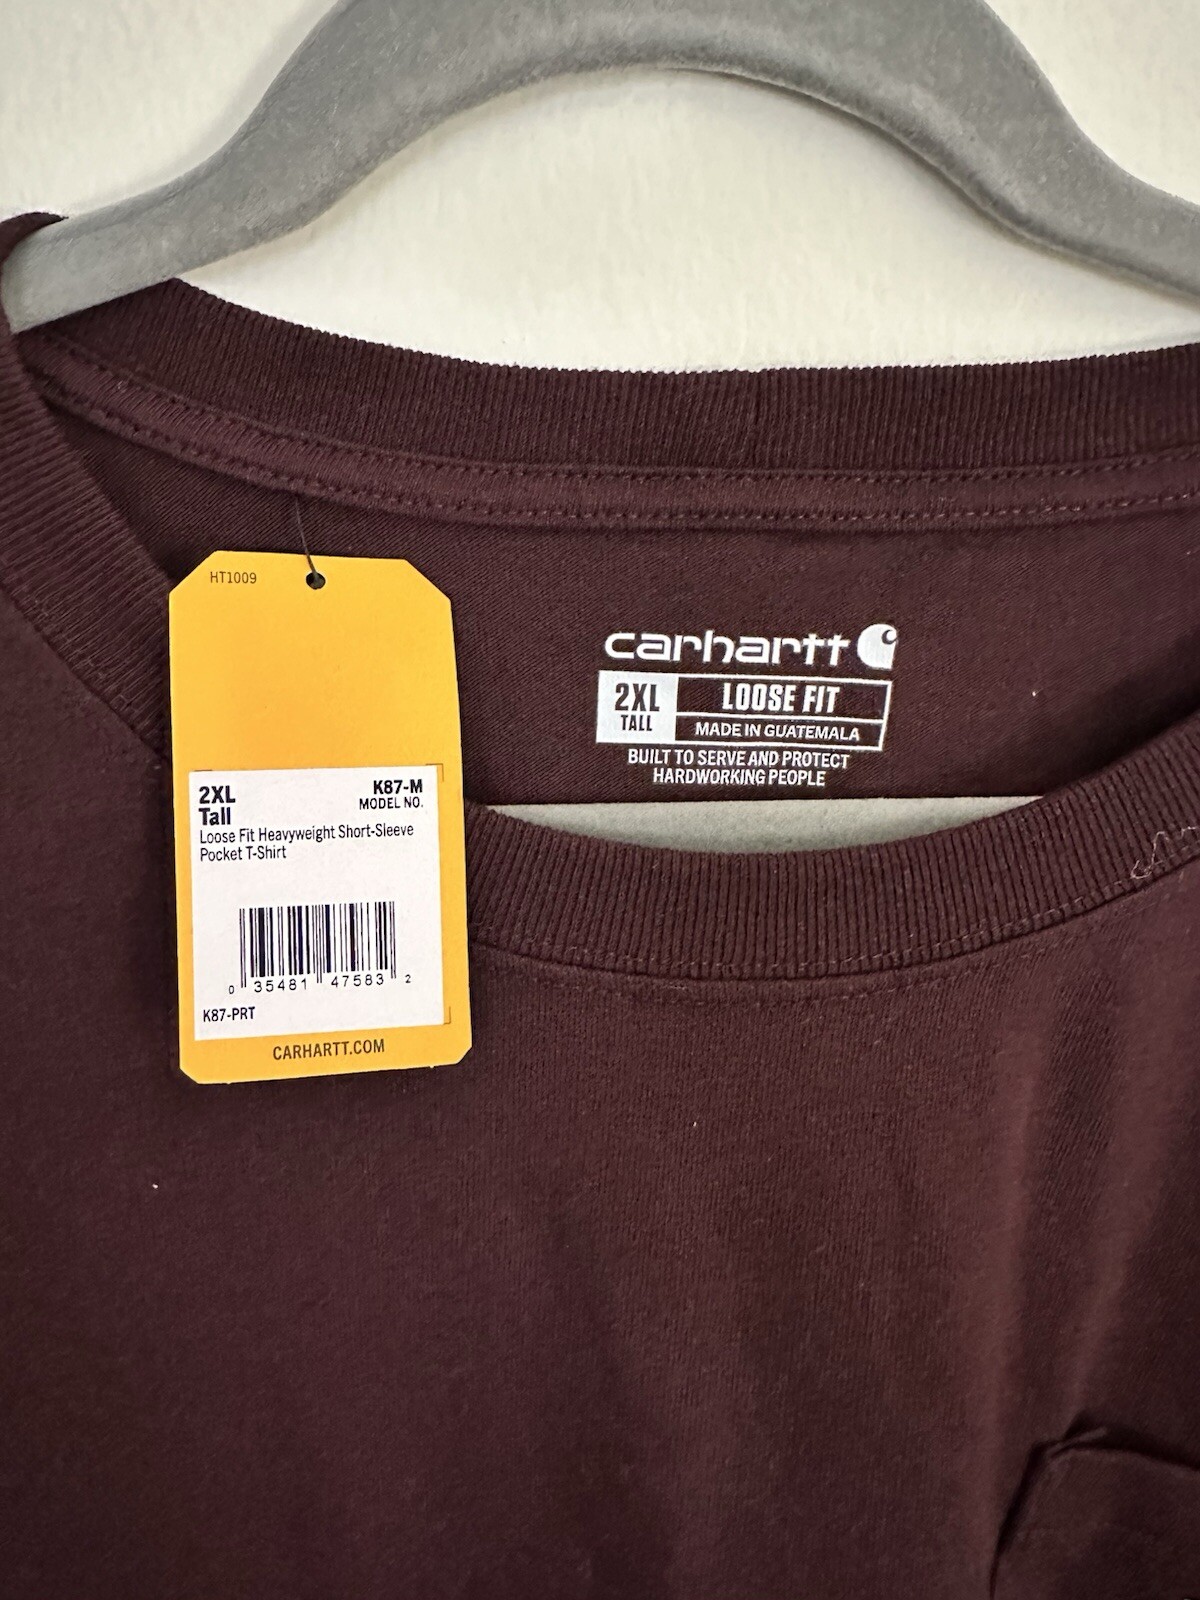 HT1009
2XL
Tall
K87-M
MODEL NO.
Loose Fit Heavyweight Short-Sleeve
Pocket T-Shirt
0 35481 47583 2
K87-PRT
CARHARTT.COM
carhartt
2XL
TALL
LOOSE FIT
MADE IN GUATEMALA
BUILT TO SERVE AND PROTECT
HARDWORKING PEOPLE